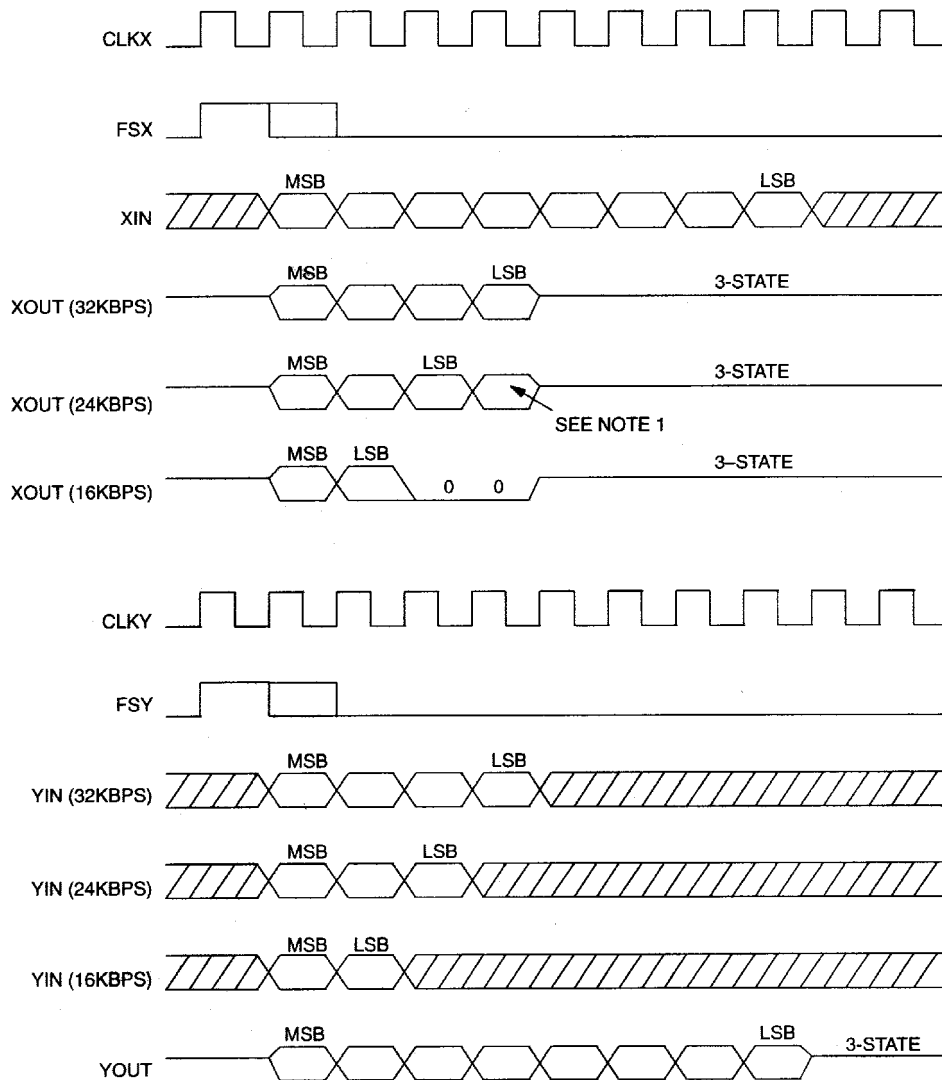 CLKX
FSX
MSB LSB
XIN
MSB LSB 3-STATE
XOUT (32KBPS)
MSB LSB 3-STATE
XOUT (24KBPS)
SEE NOTE 1
MSB LSB 3–STATE
XOUT (16KBPS) 0 0
CLKY
FSY
MSB LSB
YIN (32KBPS)
MSB LSB
YIN (24KBPS)
MSB LSB
YIN (16KBPS)
MSB LSB 3-STATE
YOUT